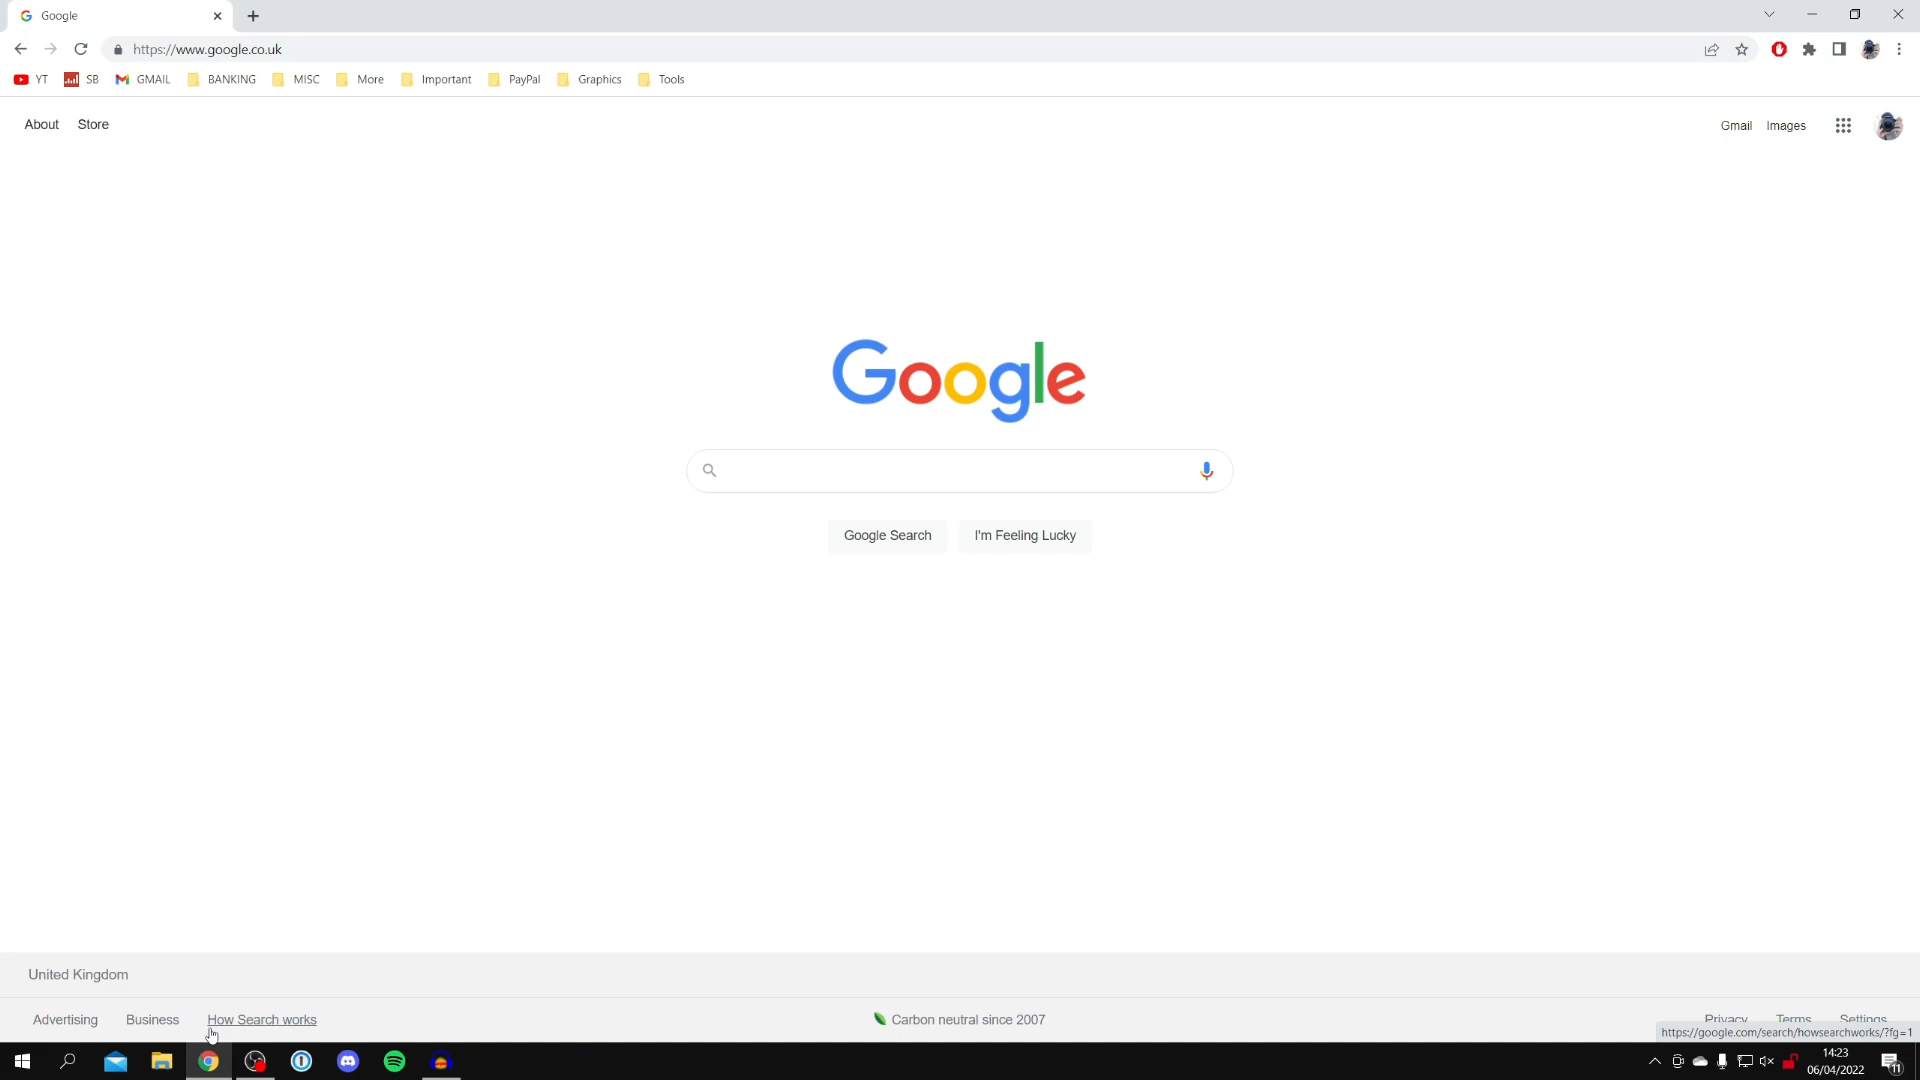 Google
https://www.google.co.uk
YT SB GMAIL BANKING MISC More Important PayPal Graphics Tools
About Store
Gmail Images
Google
Google Search I'm Feeling Lucky
United Kingdom
Advertising Business How Search works
Carbon neutral since 2007
Privacy Terms Settings
https://google.com/search/howsearchworks/?fg=1
14:23
06/04/2022
11